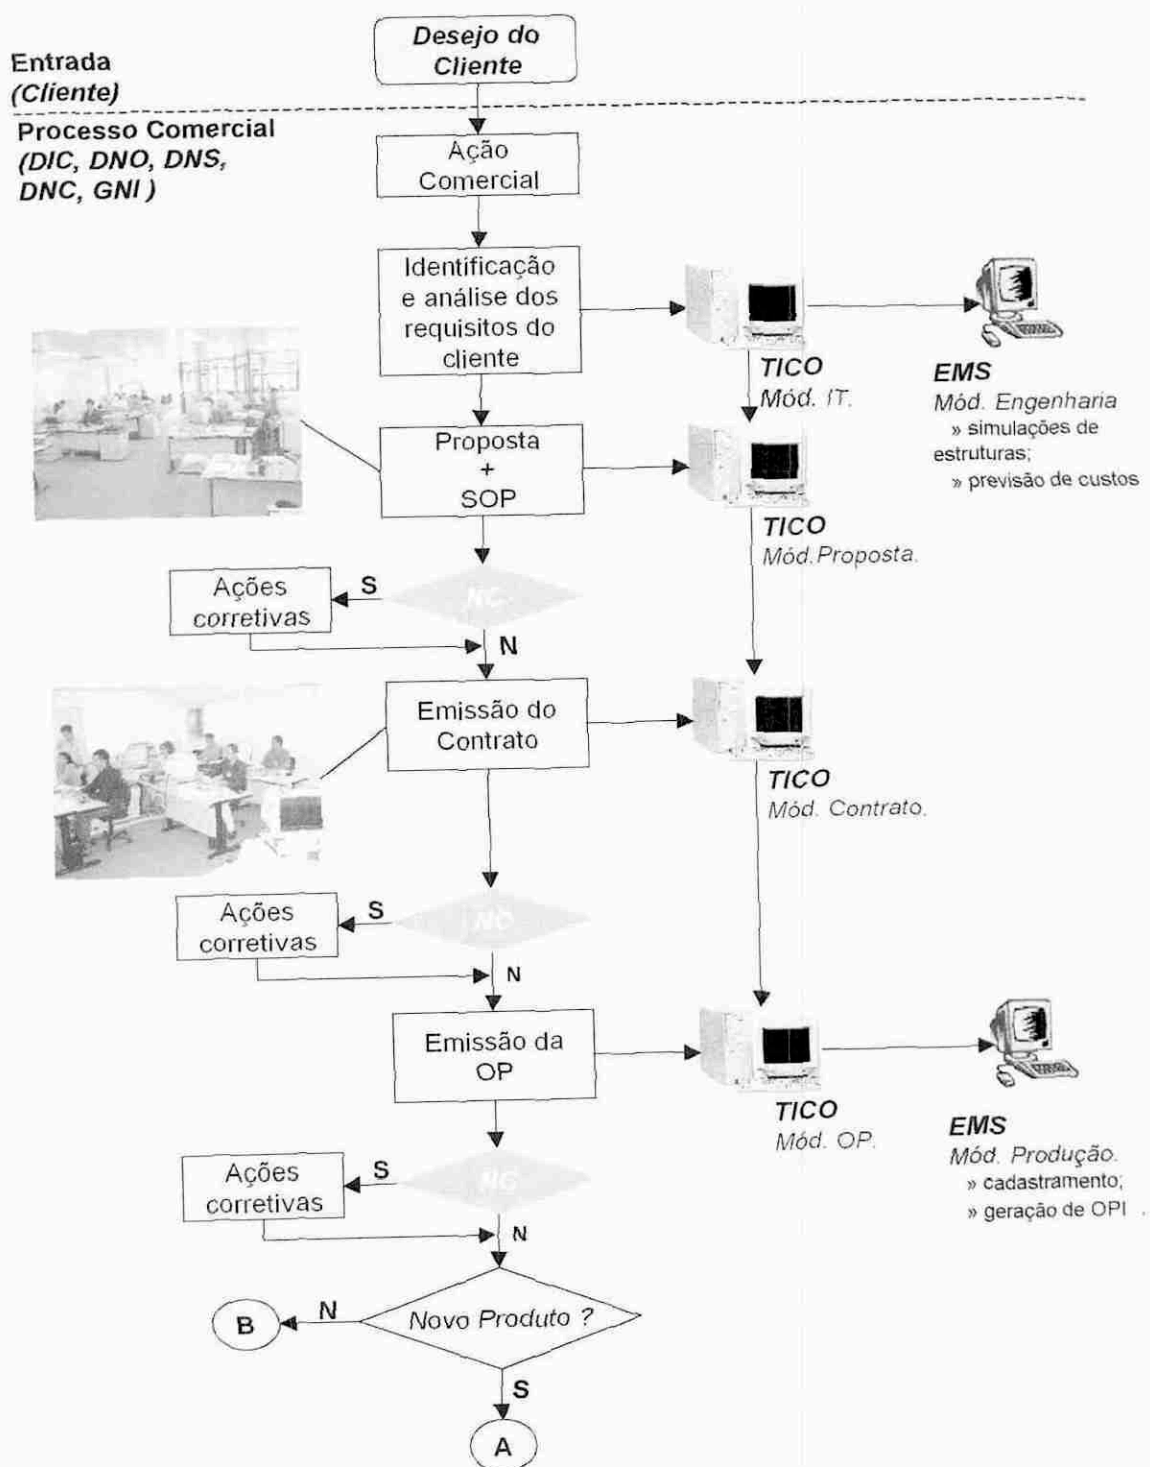 Desejo do
Cliente
Entrada
(Cliente)
Processo Comercial
(DIC, DNO, DNS,
DNC, GNI )
Ação
Comercial
Identificação
e análise dos
requisitos do
cliente
TICO
Mód. IT.
EMS
Mód. Engenharia
» simulações de
estruturas;
» previsão de custos
Proposta
+
SOP
TICO
Mód.Proposta.
Ações
corretivas
S
NC
N
Emissão do
Contrato
TICO
Mód. Contrato.
Ações
corretivas
S
NC
N
Emissão da
OP
TICO
Mód. OP.
EMS
Mód. Produção.
» cadastramento;
» geração de OPI .
Ações
corretivas
S
NC
N
Novo Produto ?
N
B
S
A